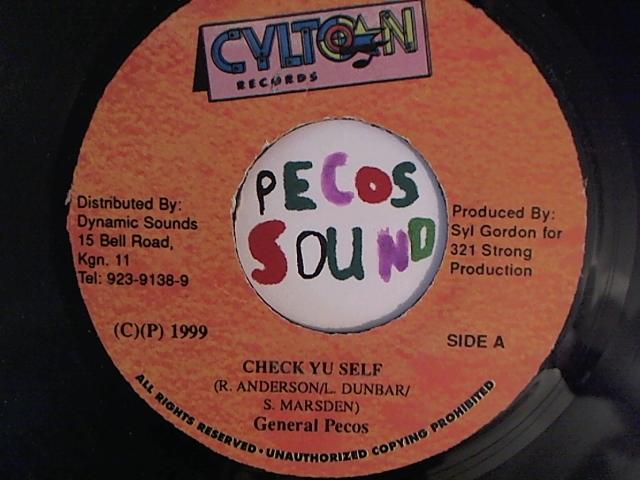 CYLTOAN
RECORDS
PECOS
SOUND
Distributed By:
Dynamic Sounds
15 Bell Road,
Kgn. 11
Tel: 923-9138-9
Produced By:
Syl Gordon for
321 Strong
Production
(C)(P) 1999
SIDE A
CHECK YU SELF
(R. ANDERSON/L. DUNBAR/
S. MARSDEN)
General Pecos
ALL RIGHTS RESERVED • UNAUTHORIZED COPYING PROHIBITED